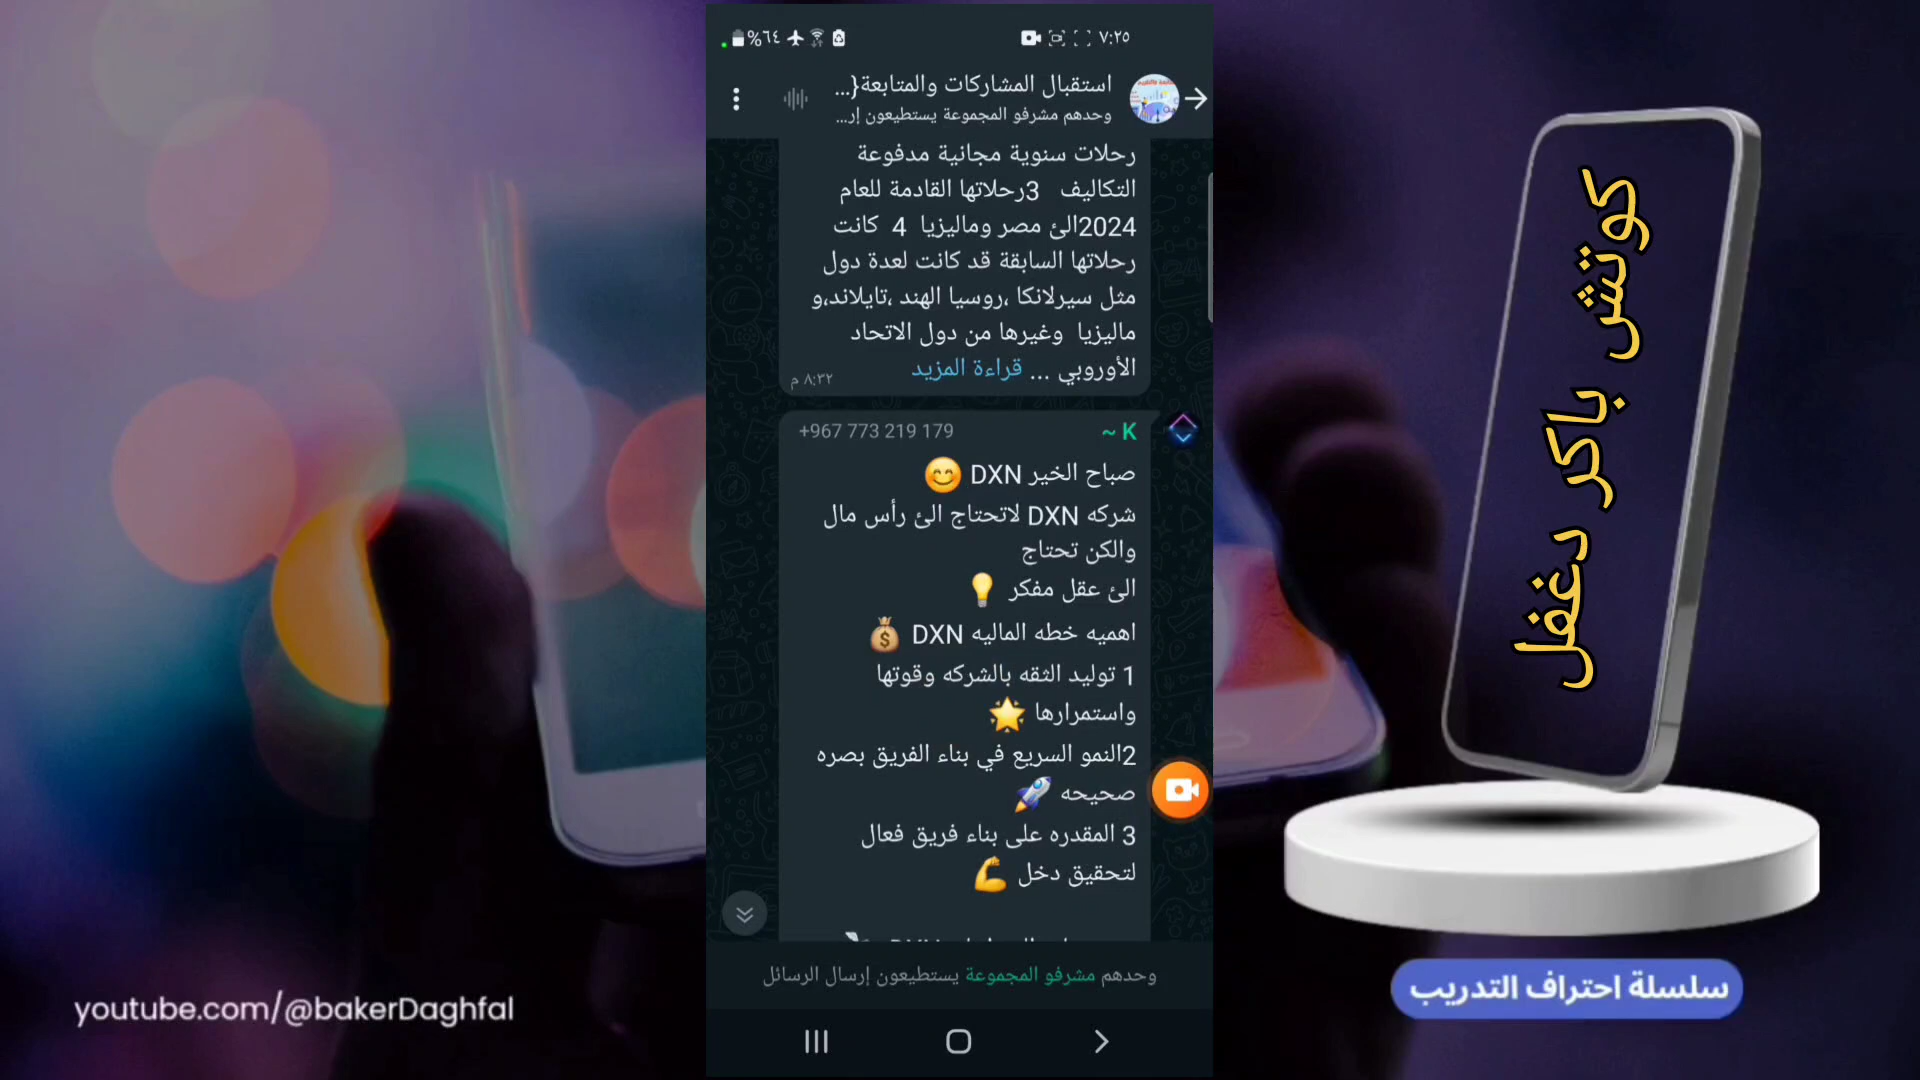 ٧:٢٥
%٦٤
استقبال المشاركات والمتابعة{...
وحدهم مشرفو المجموعة يستطيعون إر...
رحلات سنوية مجانية مدفوعة
التكاليف 3رحلاتها القادمة للعام
2024الئ مصر وماليزيا 4 كانت
رحلاتها السابقة قد كانت لعدة دول
مثل سيرلانكا ،روسيا الهند ،تايلاند،و
ماليزيا وغيرها من دول الاتحاد
الأوروبي ... قراءة المزيد
٨:٣٢ م
~ K
+967 773 219 179
صباح الخير DXN 😊
شركه DXN لاتحتاج الئ رأس مال
والكن تحتاج
الئ عقل مفكر 💡
اهميه خطه الماليه DXN 💰
1 توليد الثقه بالشركه وقوتها
واستمرارها 🌟
2النمو السريع في بناء الفريق بصره
صحيحه 🚀
3 المقدره على بناء فريق فعال
لتحقيق دخل 💪
وحدهم مشرفو المجموعة يستطيعون إرسال الرسائل
كوتش باكر دغفل
سلسلة احتراف التدريب
youtube.com/@bakerDaghfal